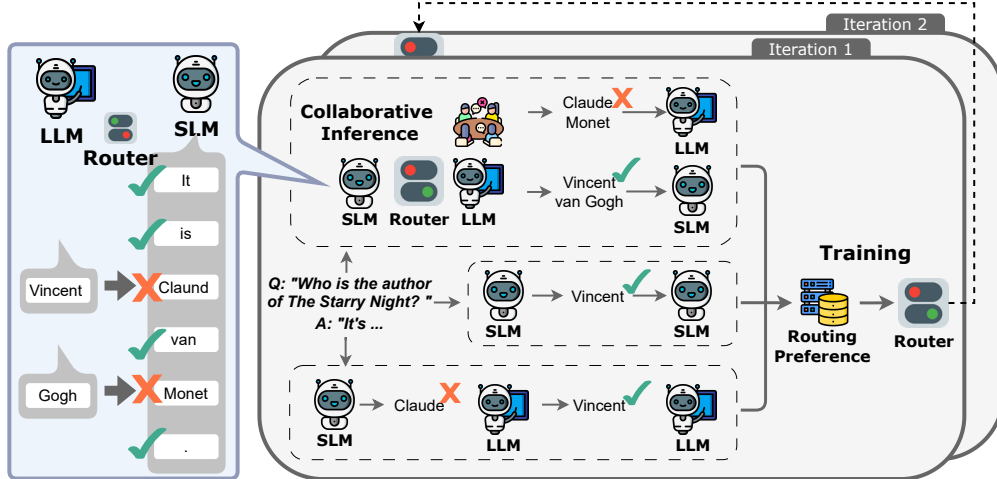 Iteration 2
Iteration 1
LLM
SLM
Router
It
is
Vincent
Claund
van
Gogh
Monet
.
Collaborative
Inference
Claude
Monet
LLM
SLM
Router
LLM
Vincent
van Gogh
SLM
Q: "Who is the author
of The Starry Night? "
A: "It's ...
SLM
Vincent
SLM
SLM
Claude
LLM
Vincent
LLM
Training
Routing
Preference
Router